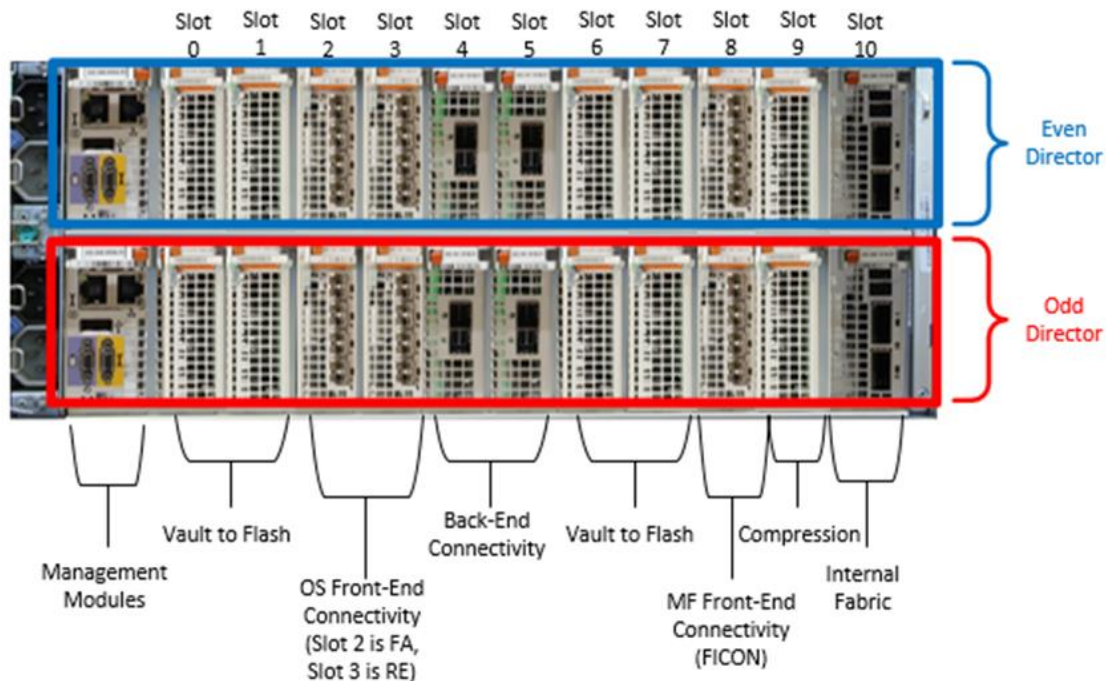 Slot 0
Slot 1
Slot 2
Slot 3
Slot 4
Slot 5
Slot 6
Slot 7
Slot 8
Slot 9
Slot 10
Even
Director
Odd
Director
Management
Modules
Vault to Flash
OS Front-End
Connectivity
(Slot 2 is FA,
Slot 3 is RE)
Back-End
Connectivity
Vault to Flash
MF Front-End
Connectivity
(FICON)
Compression
Internal
Fabric